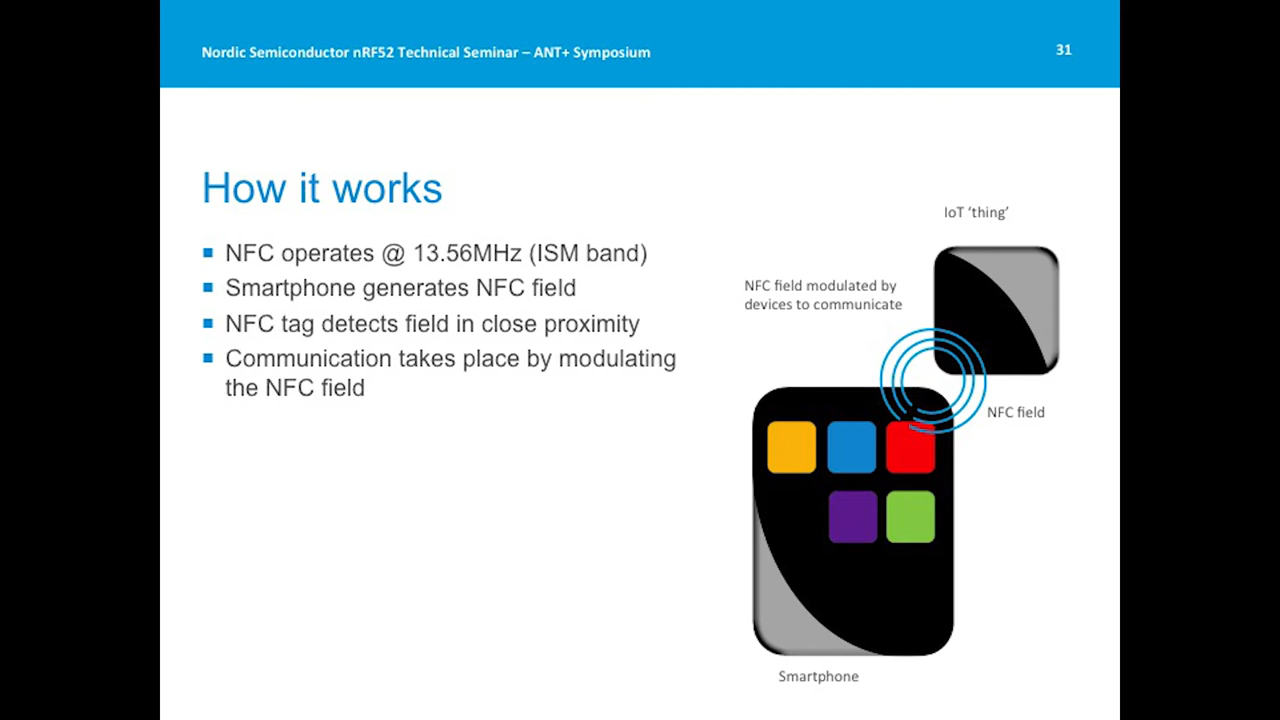 Nordic Semiconductor nRF52 Technical Seminar – ANT+ Symposium
31
How it works
NFC operates @ 13.56MHz (ISM band)
Smartphone generates NFC field
NFC tag detects field in close proximity
Communication takes place by modulating
the NFC field
IoT ‘thing’
NFC field modulated by
devices to communicate
NFC field
Smartphone